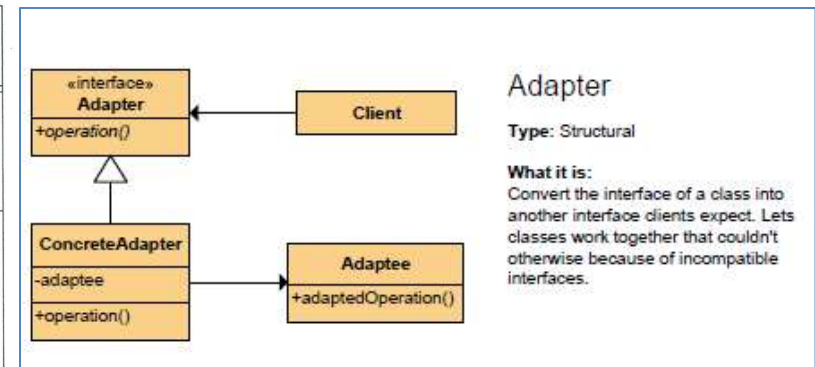 «interface»
Adapter
+operation()
Client
ConcreteAdapter
-adaptee
+operation()
Adaptee
+adaptedOperation()
Adapter
Type: Structural
What it is:
Convert the interface of a class into
another interface clients expect. Lets
classes work together that couldn't
otherwise because of incompatible
interfaces.